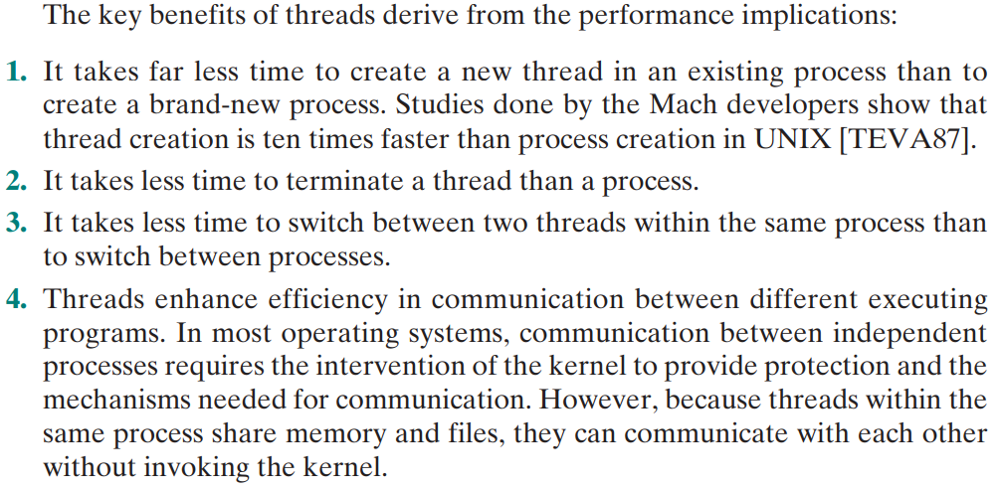 The key benefits of threads derive from the performance implications:
1. It takes far less time to create a new thread in an existing process than to
create a brand-new process. Studies done by the Mach developers show that
thread creation is ten times faster than process creation in UNIX [TEVA87].
2. It takes less time to terminate a thread than a process.
3. It takes less time to switch between two threads within the same process than
to switch between processes.
4. Threads enhance efficiency in communication between different executing
programs. In most operating systems, communication between independent
processes requires the intervention of the kernel to provide protection and the
mechanisms needed for communication. However, because threads within the
same process share memory and files, they can communicate with each other
without invoking the kernel.